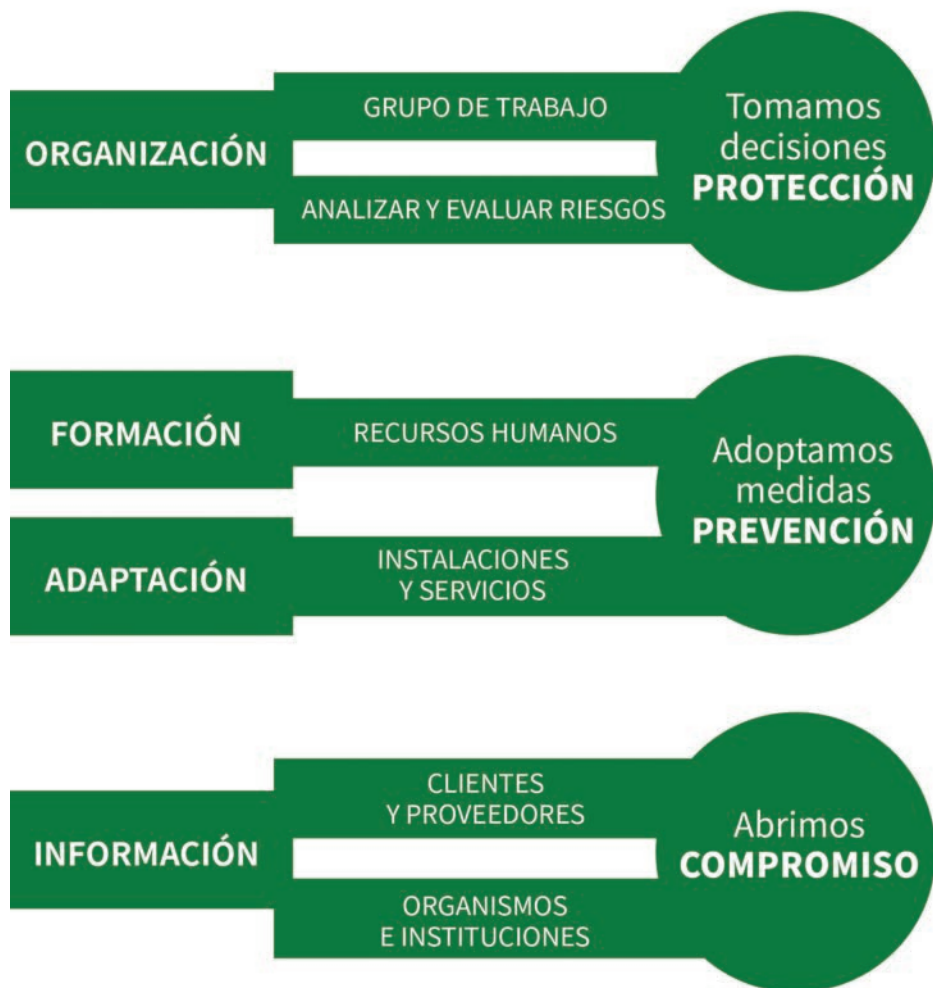 ORGANIZACIÓN
GRUPO DE TRABAJO
ANALIZAR Y EVALUAR RIESGOS
Tomamos
decisiones
PROTECCIÓN
FORMACIÓN
RECURSOS HUMANOS
ADAPTACIÓN
INSTALACIONES
Y SERVICIOS
Adoptamos
medidas
PREVENCIÓN
INFORMACIÓN
CLIENTES
Y PROVEEDORES
ORGANISMOS
E INSTITUCIONES
Abrimos
COMPROMISO